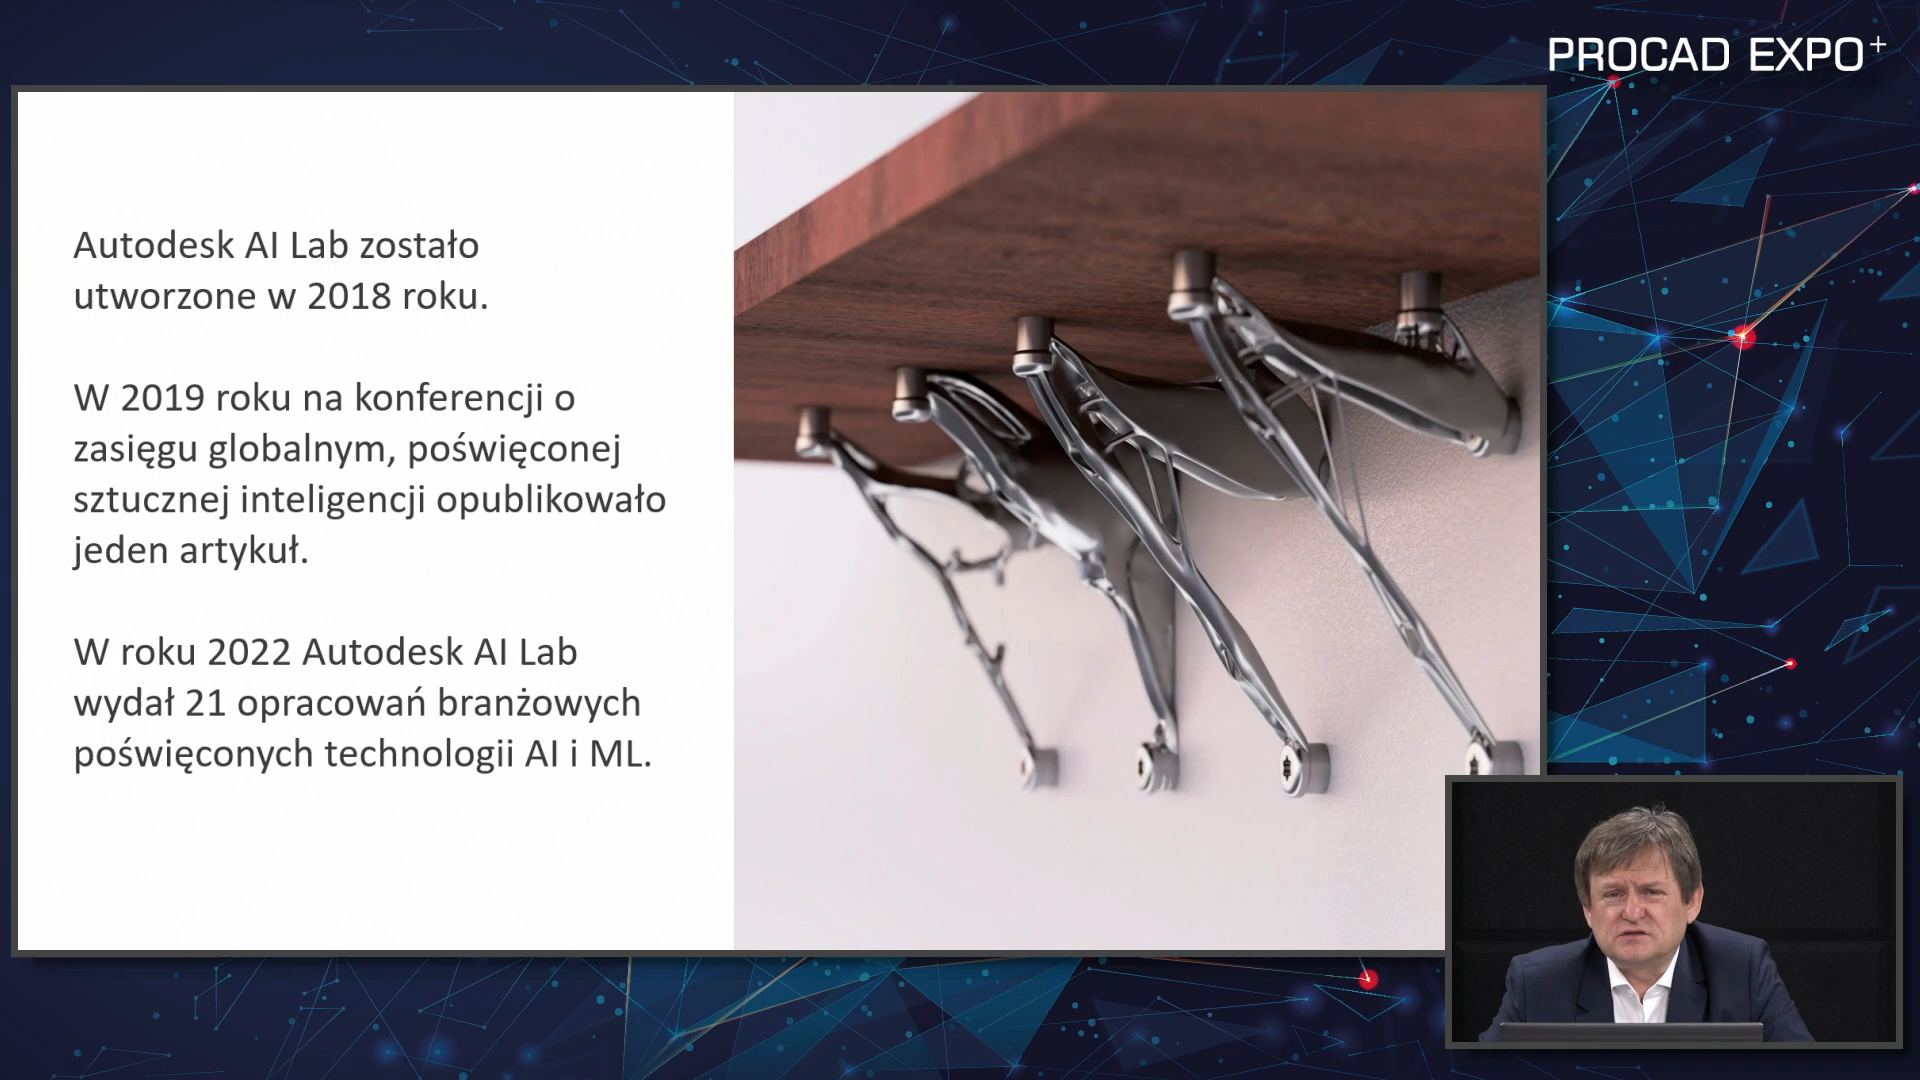 PROCAD EXPO+
Autodesk AI Lab zostało
utworzone w 2018 roku.
W 2019 roku na konferencji o
zasięgu globalnym, poświęconej
sztucznej inteligencji opublikowało
jeden artykuł.
W roku 2022 Autodesk AI Lab
wydał 21 opracowań branżowych
poświęconych technologii AI i ML.